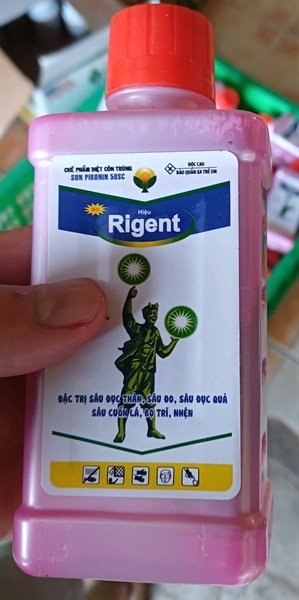 CHẾ PHẨM DIỆT CÔN TRÙNG
SUN PIRONIN 50SC
ĐỘC CAO
BẢO QUẢN XA TRẺ EM
Hiệu
Rigent
ĐẶC TRỊ SÂU ĐỤC THÂN, SÂU ĐO, SÂU ĐỤC QUẢ
SÂU CUỐN LÁ, BỌ TRĨ, NHỆN